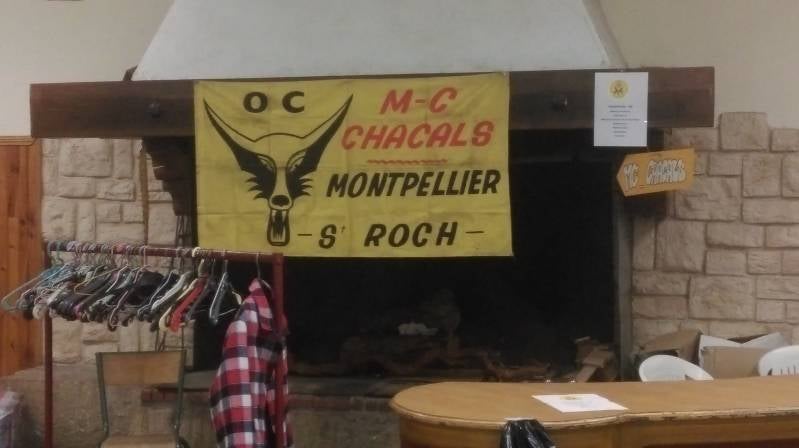 OC
M-C
CHACALS
MONTPELLIER
- St ROCH -
MC CHACALS